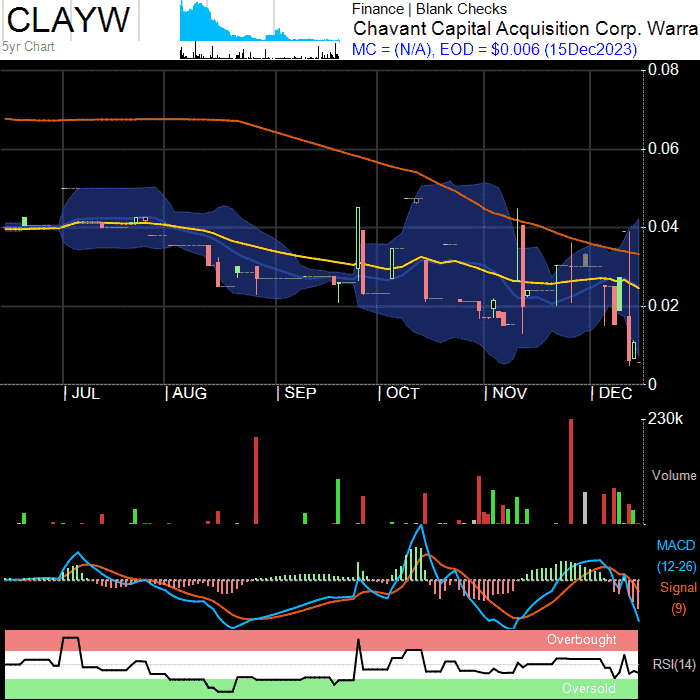 CLAYW
5yr Chart
Finance | Blank Checks
Chavant Capital Acquisition Corp. Warra
MC = (N/A), EOD = $0.006 (15Dec2023)
0.08
0.06
0.04
0.02
0
| JUL | AUG | SEP | OCT | NOV | DEC
230k
Volume
MACD
(12-26)
Signal
(9)
Overbought
RSI(14)
Oversold